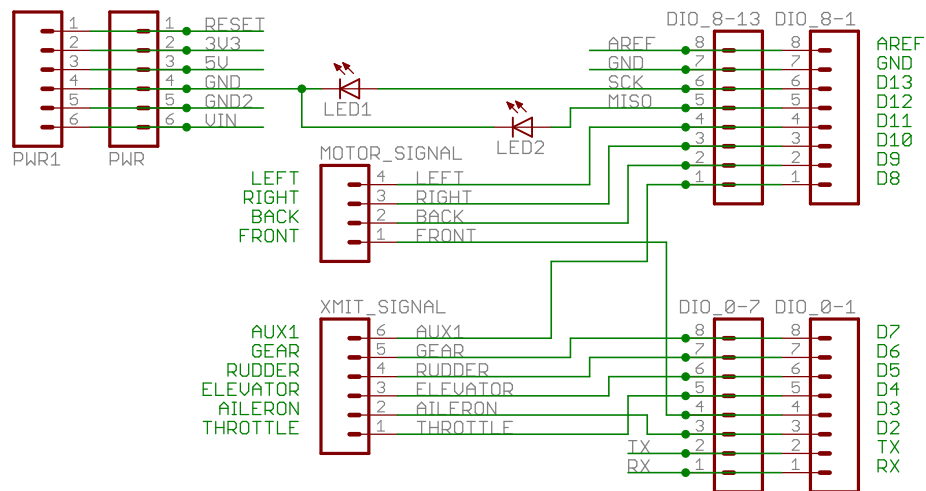 DIO_8-13 DIO_8-1
1 1 RESET
2 2 3V3
3 3 5V
4 4 GND
5 5 GND2
6 6 VIN
PWR1 PWR
LED1
LED2
AREF 8 8 AREF
GND 7 7 GND
SCK 6 6 D13
MISO 5 5 D12
4 4 D11
3 3 D10
2 2 D9
1 1 D8
MOTOR_SIGNAL
LEFT 4 LEFT
RIGHT 3 RIGHT
BACK 2 BACK
FRONT 1 FRONT
XMIT_SIGNAL DIO_0-7 DIO_0-1
AUX1 6 AUX1 8 8 D7
GEAR 5 GEAR 7 7 D6
RUDDER 4 RUDDER 6 6 D5
ELEVATOR 3 ELEVATOR 5 5 D4
AILERON 2 AILERON 4 4 D3
THROTTLE 1 THROTTLE 3 3 D2
TX 2 2 TX
RX 1 1 RX